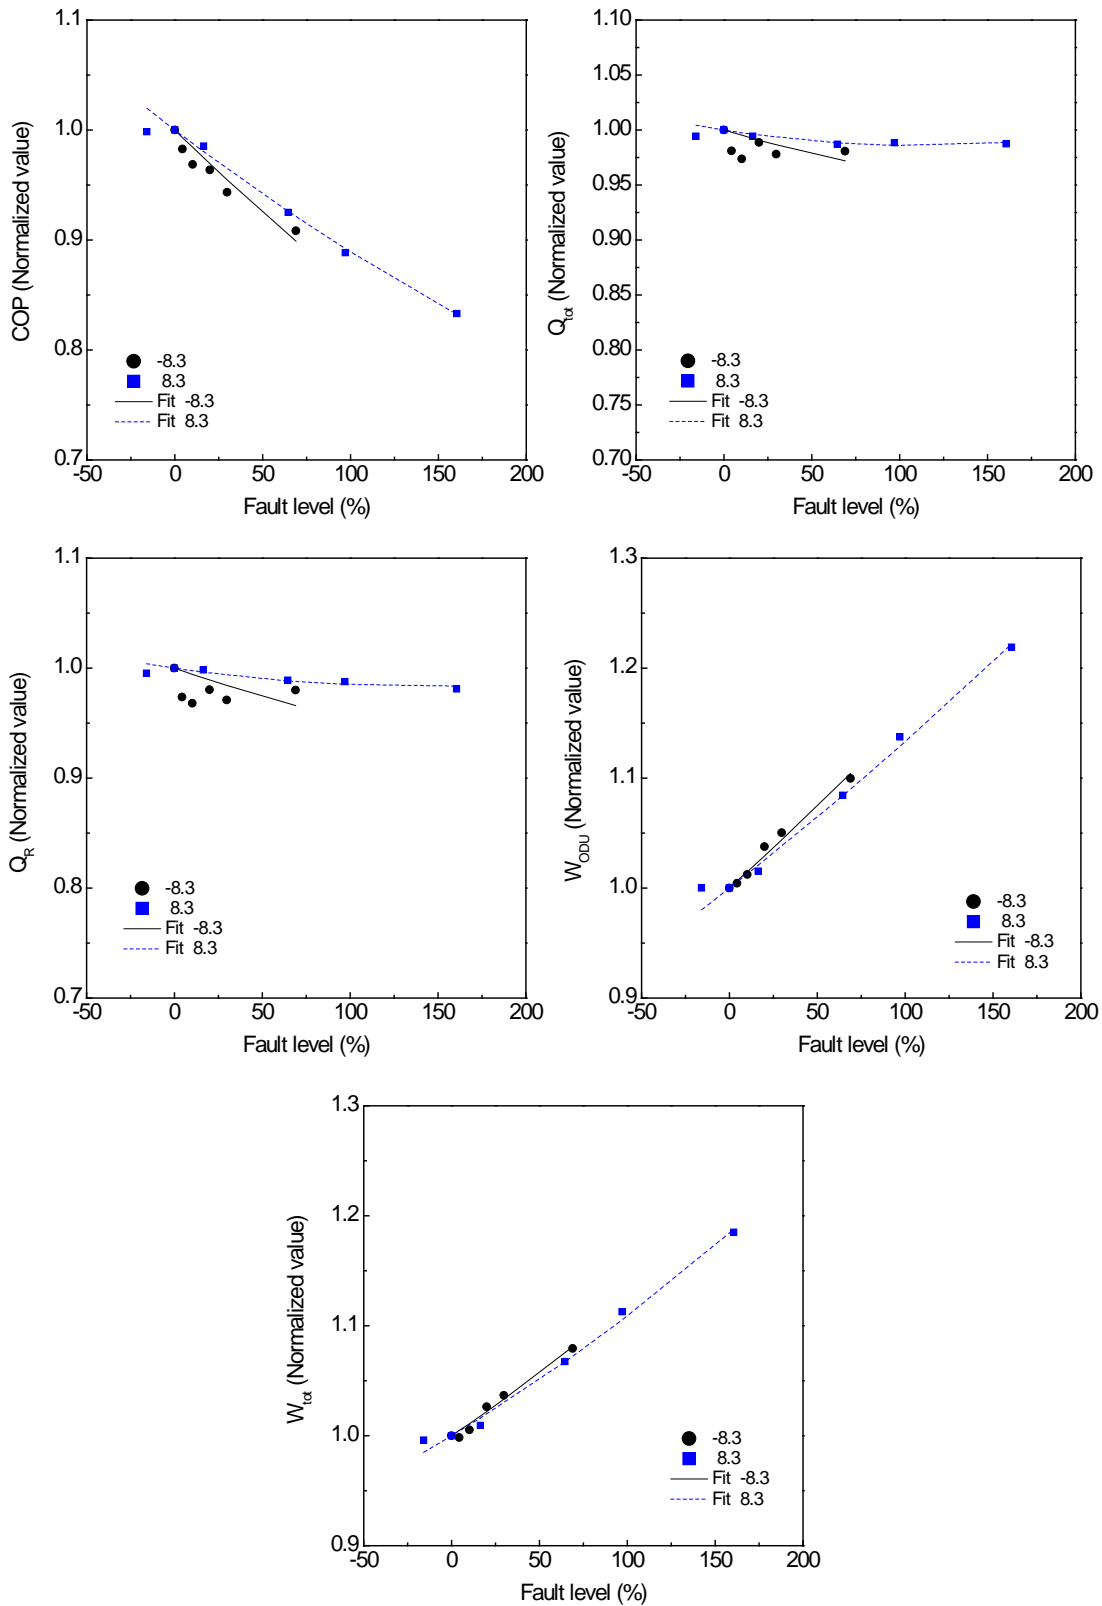 1.1
1.0
0.9
0.8
0.7
-50 0 50 100 150 200
COP (Normalized value)
Fault level (%)
-8.3
8.3
Fit -8.3
Fit 8.3
1.10
1.05
1.00
0.95
0.90
0.85
0.80
0.75
0.70
-50 0 50 100 150 200
Qtot (Normalized value)
Fault level (%)
-8.3
8.3
Fit -8.3
Fit 8.3
1.1
1.0
0.9
0.8
0.7
-50 0 50 100 150 200
QR (Normalized value)
Fault level (%)
-8.3
8.3
Fit -8.3
Fit 8.3
1.3
1.2
1.1
1.0
0.9
-50 0 50 100 150 200
WODU (Normalized value)
Fault level (%)
-8.3
8.3
Fit -8.3
Fit 8.3
1.3
1.2
1.1
1.0
0.9
-50 0 50 100 150 200
Wtot (Normalized value)
Fault level (%)
-8.3
8.3
Fit -8.3
Fit 8.3